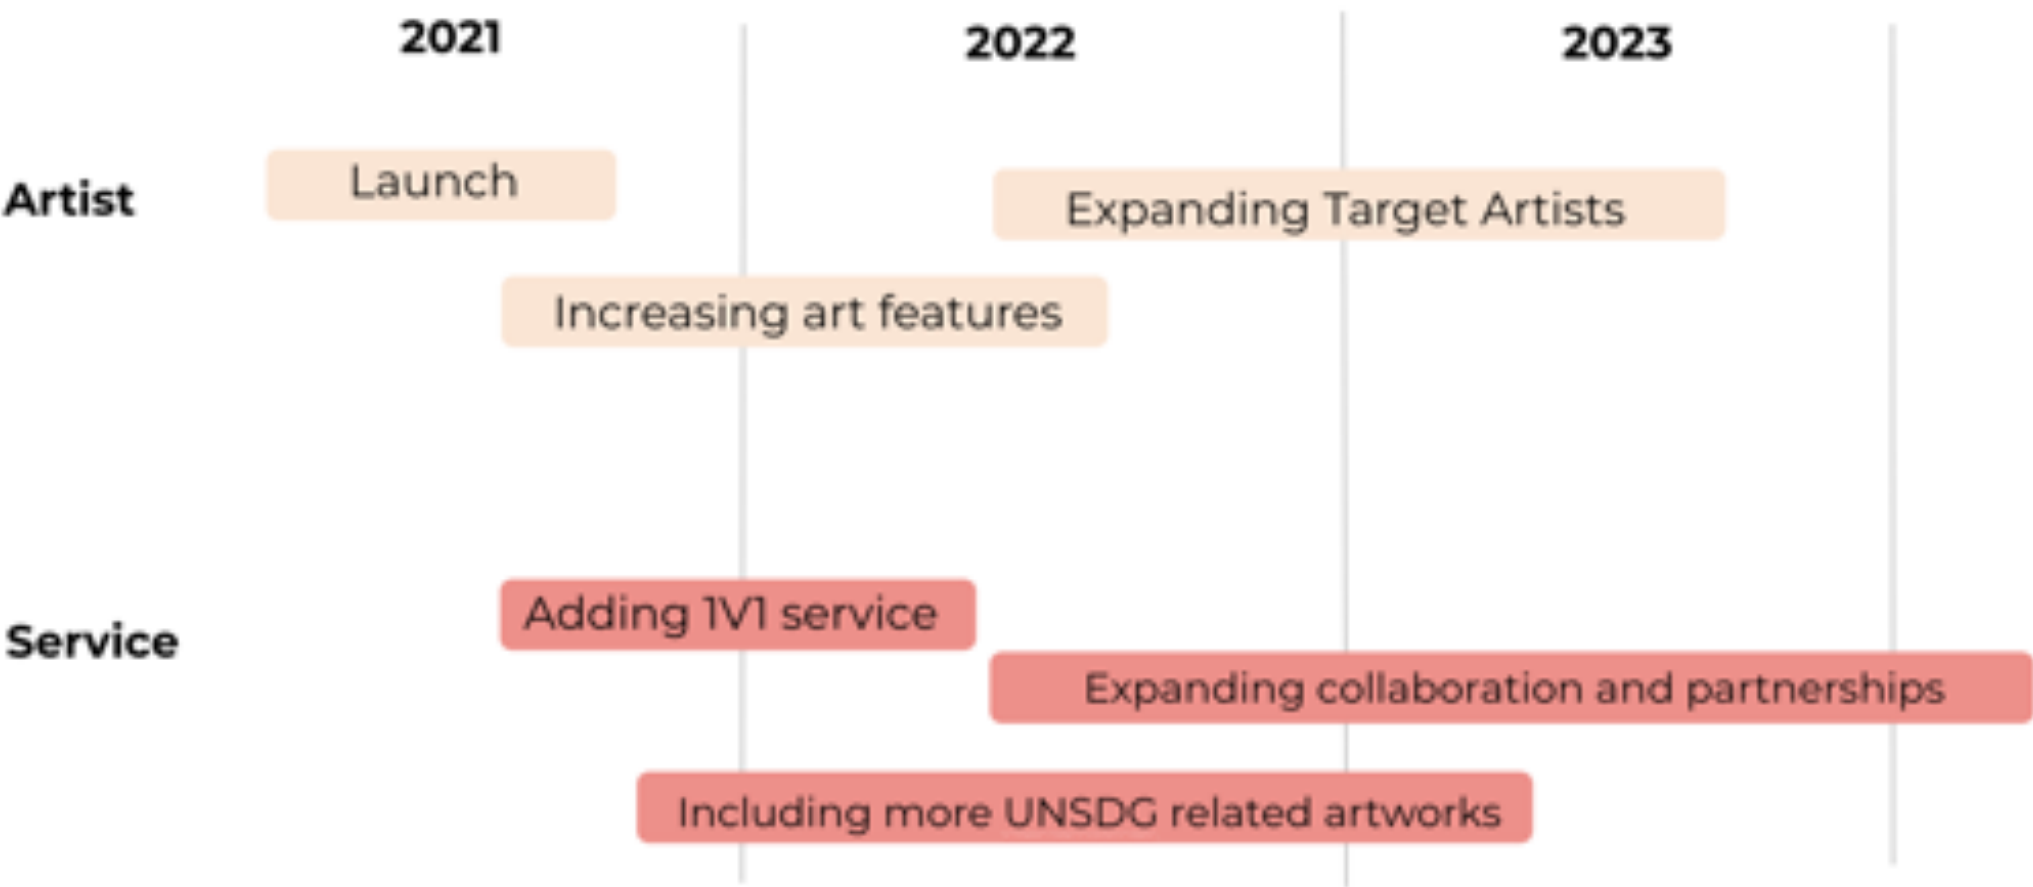 2021
2022
2023
Artist
Launch
Expanding Target Artists
Increasing art features
Service
Adding 1V1 service
Expanding collaboration and partnerships
Including more UNSDG related artworks